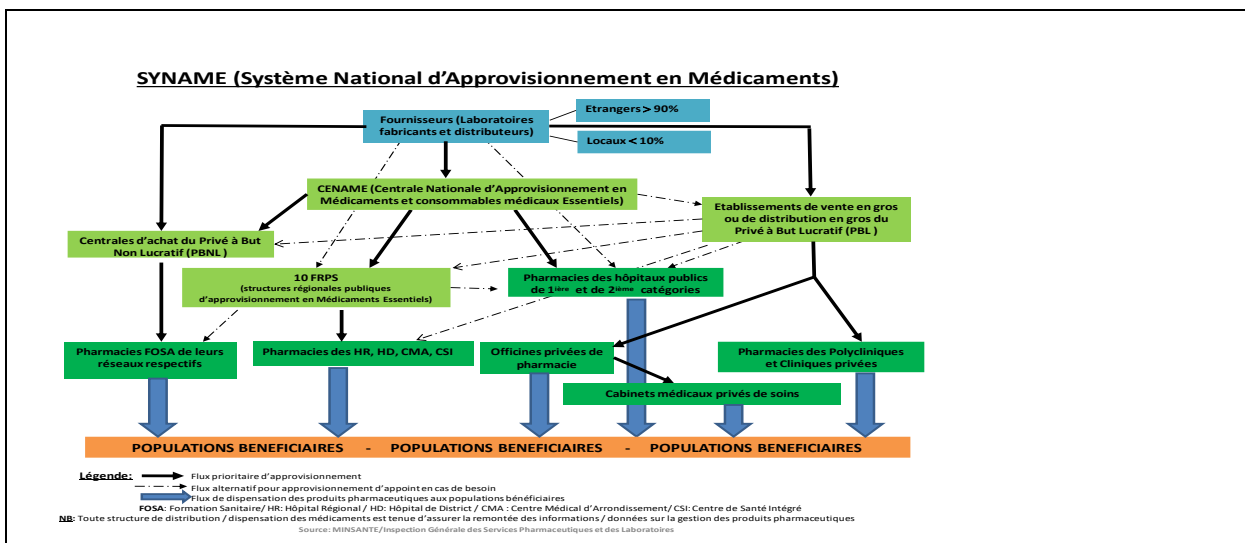 SYNAME (Système National d'Approvisionnement en Médicaments)
Etrangers > 90%
Fournisseurs (Laboratoires
fabricants et distributeurs)
Locaux < 10%
CENAME (Centrale Nationale d'Approvisionnement en
Médicaments et consommables médicaux Essentiels)
Etablissements de vente en gros
ou de distribution en gros du
Privé à But Lucratif (PBL )
Centrales d'achat du Privé à But
Non Lucratif (PBNL )
10 FRPS
(structures régionales publiques
d'approvisionnement en Médicaments Essentiels)
Pharmacies des hôpitaux publics
de 1ière et de 2ième catégories
Pharmacies FOSA de leurs
réseaux respectifs
Pharmacies des HR, HD, CMA, CSI
Officines privées de
pharmacie
Pharmacies des Polycliniques
et Cliniques privées
Cabinets médicaux privés de soins
POPULATIONS BENEFICIAIRES - POPULATIONS BENEFICIAIRES - POPULATIONS BENEFICIAIRES
Légende:
Flux prioritaire d'approvisionnement
Flux alternatif pour approvisionnement d'appoint en cas de besoin
Flux de dispensation des produits pharmaceutiques aux populations bénéficiaires
FOSA: Formation Sanitaire/ HR: Hôpital Régional / HD: Hôpital de District / CMA : Centre Médical d'Arrondissement/ CSI: Centre de Santé Intégré
NB: Toute structure de distribution / dispensation des médicaments est tenue d'assurer la remontée des informations / données sur la gestion des produits pharmaceutiques
Source: MINSANTE/Inspection Générale des Services Pharmaceutiques et des Laboratoires